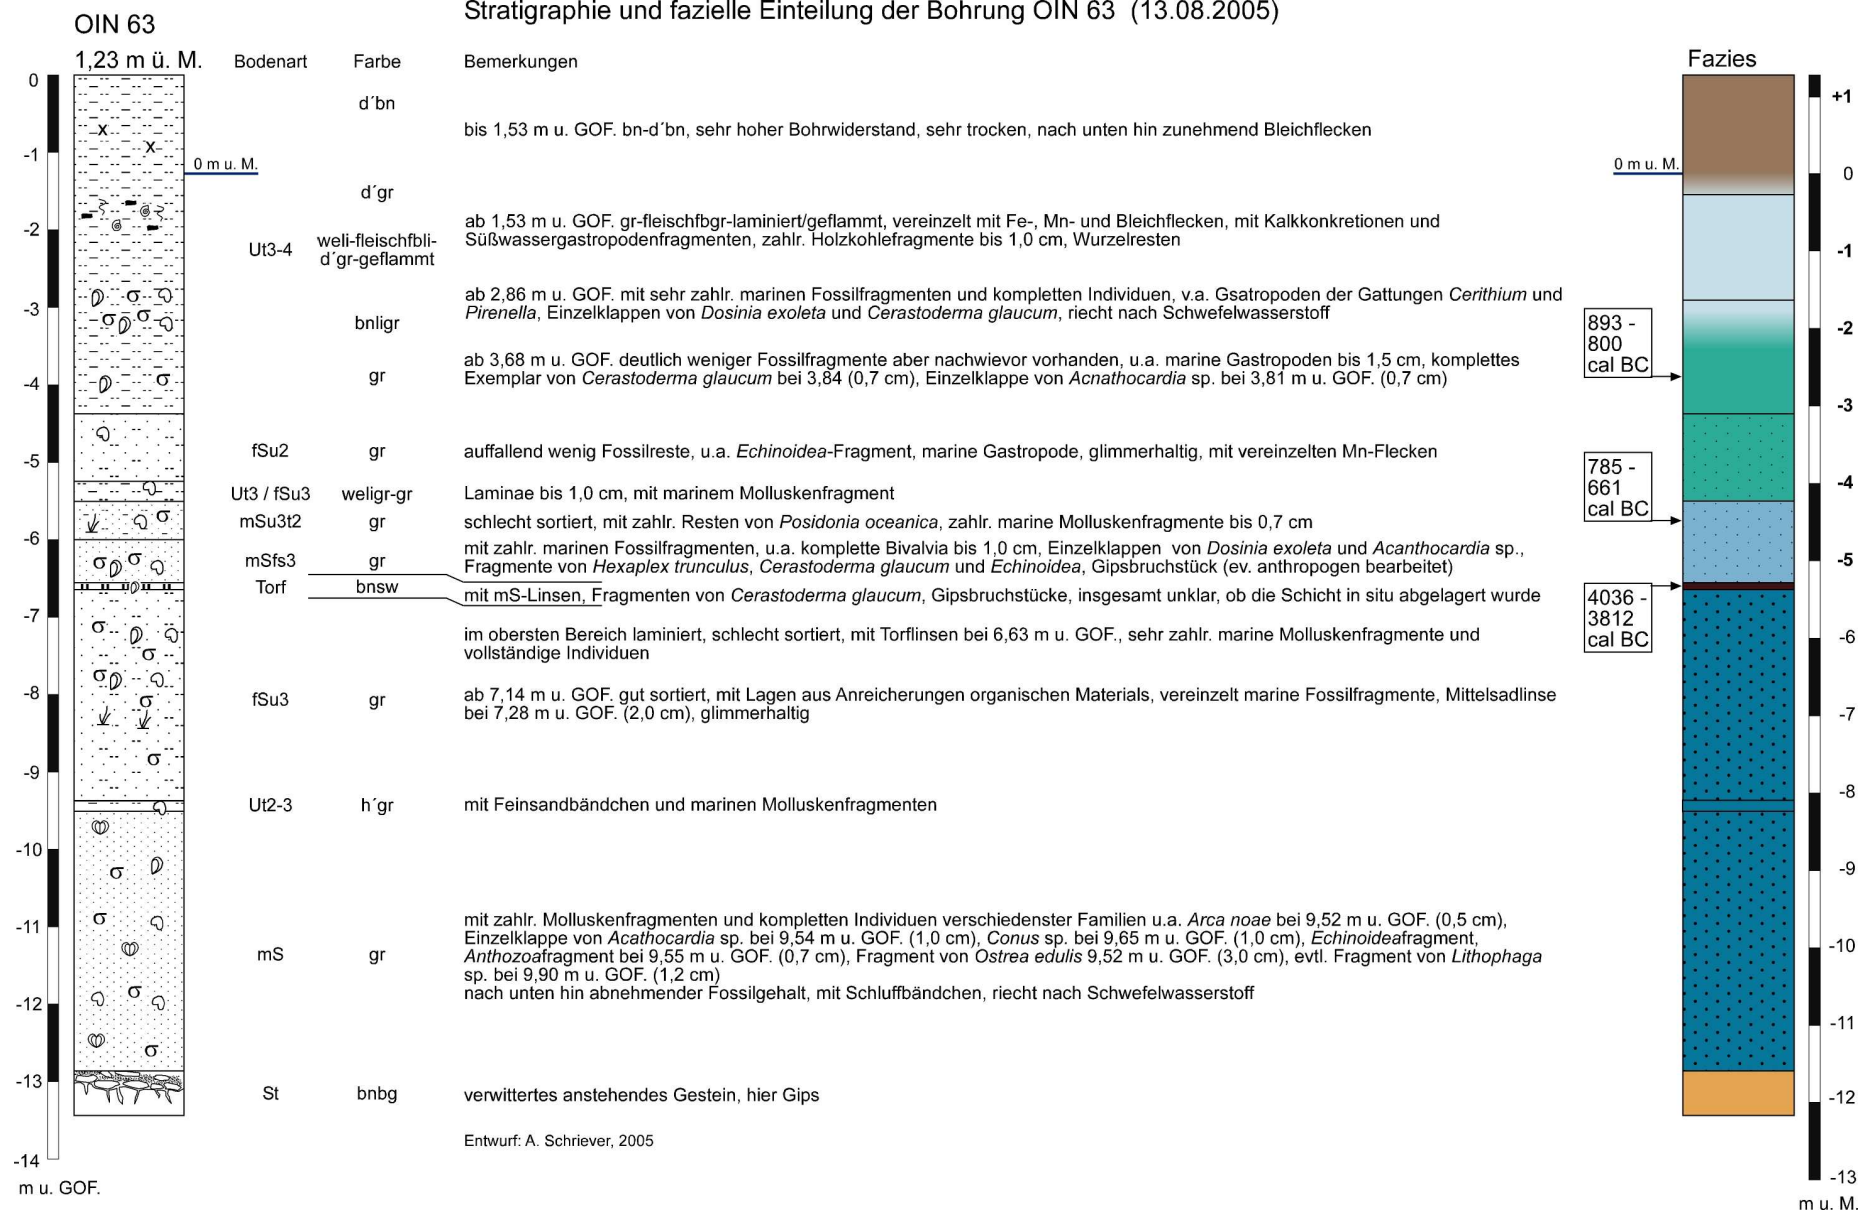 Stratigraphie und fazielle Einteilung der Bohrung OIN 63 (13.08.2005)
OIN 63
1,23 m ü. M.
Bodenart
Farbe
Bemerkungen
Fazies
0
-1
-2
-3
-4
-5
-6
-7
-8
-9
-10
-11
-12
-13
-14
m u. GOF.
x
x
0 m u. M.
d´bn
bis 1,53 m u. GOF. bn-d´bn, sehr hoher Bohrwiderstand, sehr trocken, nach unten hin zunehmend Bleichflecken
d´gr
ab 1,53 m u. GOF. gr-fleischfbgr-laminiert/geflammt, vereinzelt mit Fe-, Mn- und Bleichflecken, mit Kalkkonkretionen und
Süßwassergastropodenfragmenten, zahlr. Holzkohlefragmente bis 1,0 cm, Wurzelresten
Ut3-4
weli-fleischfbli-
d´gr-geflammt
ab 2,86 m u. GOF. mit sehr zahlr. marinen Fossilfragmenten und kompletten Individuen, v.a. Gsatropoden der Gattungen Cerithium und
Pirenella, Einzelklappen von Dosinia exoleta und Cerastoderma glaucum, riecht nach Schwefelwasserstoff
bnligr
ab 3,68 m u. GOF. deutlich weniger Fossilfragmente aber nachwievor vorhanden, u.a. marine Gastropoden bis 1,5 cm, komplettes
Exemplar von Cerastoderma glaucum bei 3,84 (0,7 cm), Einzelklappe von Acnathocardia sp. bei 3,81 m u. GOF. (0,7 cm)
gr
fSu2
gr
auffallend wenig Fossilreste, u.a. Echinoidea-Fragment, marine Gastropode, glimmerhaltig, mit vereinzelten Mn-Flecken
Ut3 / fSu3
weligr-gr
Laminae bis 1,0 cm, mit marinem Molluskenfragment
mSu3t2
gr
schlecht sortiert, mit zahlr. Resten von Posidonia oceanica, zahlr. marine Molluskenfragmente bis 0,7 cm
mSfs3
gr
mit zahlr. marinen Fossilfragmenten, u.a. komplette Bivalvia bis 1,0 cm, Einzelklappen von Dosinia exoleta und Acanthocardia sp.,
Fragmente von Hexaplex trunculus, Cerastoderma glaucum und Echinoidea, Gipsbruchstück (ev. anthropogen bearbeitet)
Torf
bnsw
mit mS-Linsen, Fragmenten von Cerastoderma glaucum, Gipsbruchstücke, insgesamt unklar, ob die Schicht in situ abgelagert wurde
im obersten Bereich laminiert, schlecht sortiert, mit Torflinsen bei 6,63 m u. GOF., sehr zahlr. marine Molluskenfragmente und
vollständige Individuen
fSu3
gr
ab 7,14 m u. GOF. gut sortiert, mit Lagen aus Anreicherungen organischen Materials, vereinzelt marine Fossilfragmente, Mittelsadlinse
bei 7,28 m u. GOF. (2,0 cm), glimmerhaltig
Ut2-3
h´gr
mit Feinsandbändchen und marinen Molluskenfragmenten
mS
gr
mit zahlr. Molluskenfragmenten und kompletten Individuen verschiedenster Familien u.a. Arca noae bei 9,52 m u. GOF. (0,5 cm),
Einzelklappe von Acathocardia sp. bei 9,54 m u. GOF. (1,0 cm), Conus sp. bei 9,65 m u. GOF. (1,0 cm), Echinoideafragment,
Anthozoafragment bei 9,55 m u. GOF. (0,7 cm), Fragment von Ostrea edulis 9,52 m u. GOF. (3,0 cm), evtl. Fragment von Lithophaga
sp. bei 9,90 m u. GOF. (1,2 cm)
nach unten hin abnehmender Fossilgehalt, mit Schluffbändchen, riecht nach Schwefelwasserstoff
St
bnbg
verwittertes anstehendes Gestein, hier Gips
Entwurf: A. Schriever, 2005
0 m u. M.
893 -
800
cal BC
785 -
661
cal BC
4036 -
3812
cal BC
+1
0
-1
-2
-3
-4
-5
-6
-7
-8
-9
-10
-11
-12
-13
m u. M.